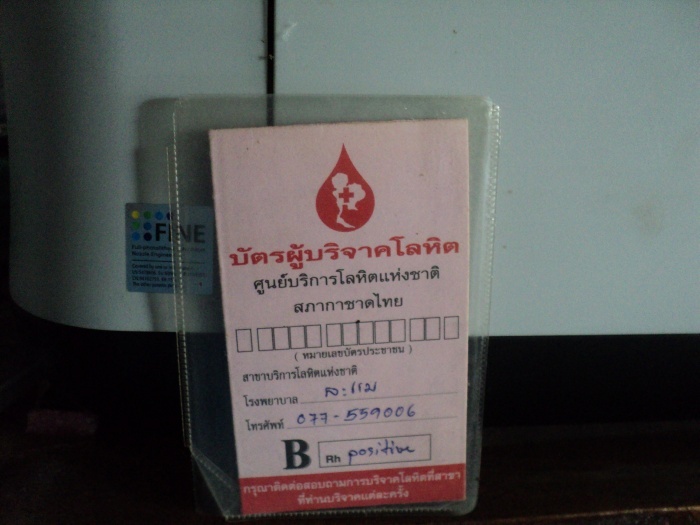 FINE
บัตรผู้บริจาคโลหิต
ศูนย์บริการโลหิตแห่งชาติ
สภากาชาดไทย
( หมายเลขบัตรประชาชน )
สาขาบริการโลหิตแห่งชาติ
โรงพยาบาล ละแม
โทรศัพท์ 077-559006
B Rh positive
กรุณาติดต่อสอบถามการบริจาคโลหิตที่สาขา
ที่ท่านบริจาคแต่ละครั้ง